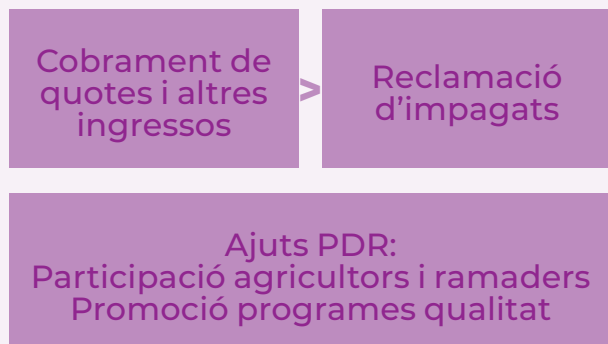 Cobrament de
quotes i altres
ingressos
>
Reclamació
d’impagats
Ajuts PDR:
Participació agricultors i ramaders
Promoció programes qualitat